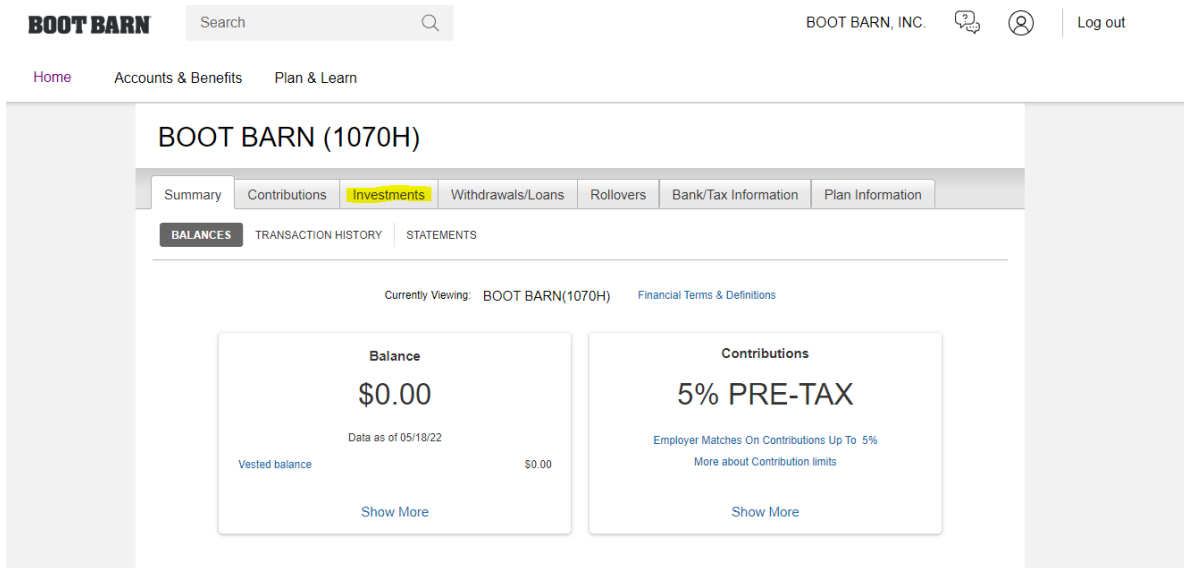 BOOT BARN Search BOOT BARN, INC. Log out
Home Accounts & Benefits Plan & Learn
BOOT BARN (1070H)
Summary Contributions Investments Withdrawals/Loans Rollovers Bank/Tax Information Plan Information
BALANCES TRANSACTION HISTORY STATEMENTS
Currently Viewing: BOOT BARN(1070H) Financial Terms & Definitions
Balance
$0.00
Data as of 05/18/22
Vested balance $0.00
Show More
Contributions
5% PRE-TAX
Employer Matches On Contributions Up To 5%
More about Contribution limits
Show More